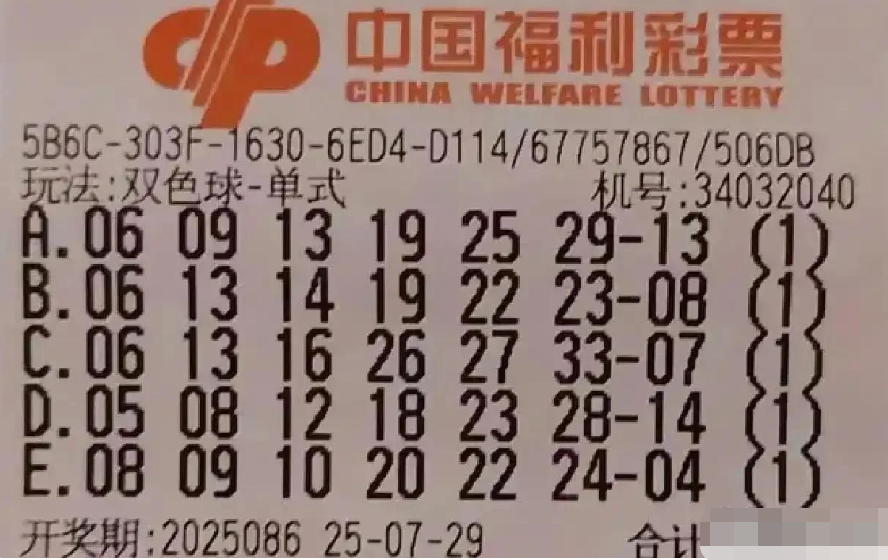 中国福利彩票
CHINA WELFARE LOTTERY
5B6C-303F-1630-6ED4-D114/67757867/506DB
玩法:双色球-单式 机号:34032040
A.06 09 13 19 25 29-13 (1)
B.06 13 14 19 22 23-08 (1)
C.06 13 16 26 27 33-07 (1)
D.05 08 12 18 23 28-14 (1)
E.08 09 10 20 22 24-04 (1)
开奖期:2025086 25-07-29 合计